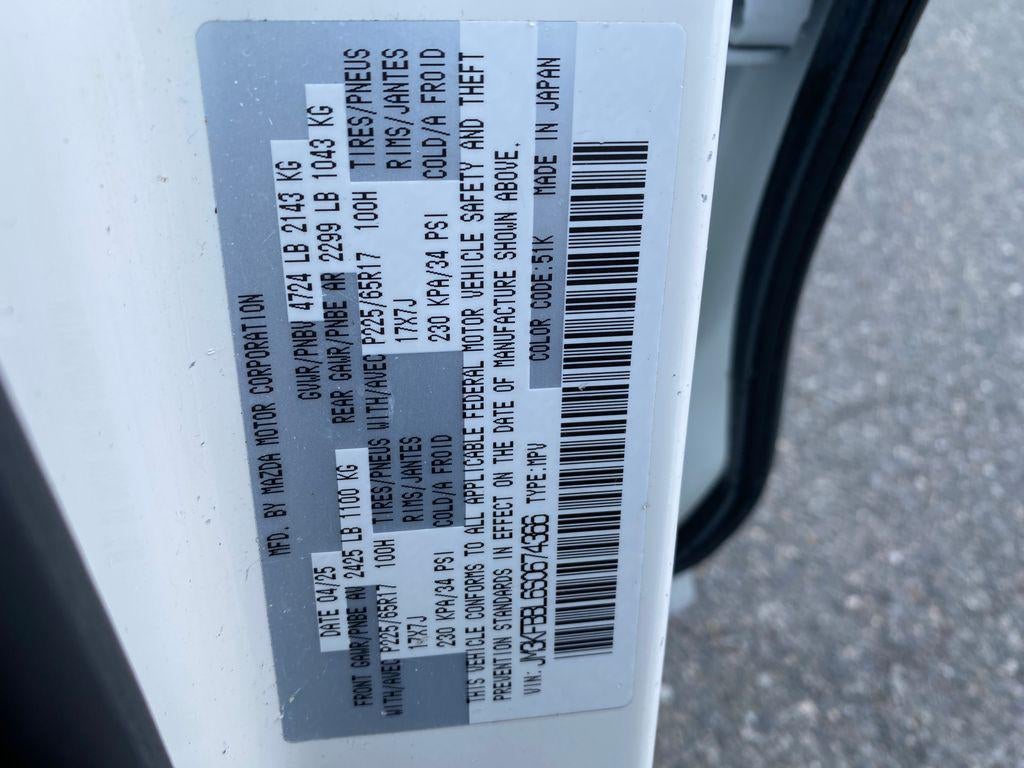 MFD. BY MAZDA MOTOR CORPORATION
DATE 04/25 GVWR/PNBV 4724 LB 2143 KG
FRONT GAWR/PNBE AV 2425 LB 1100 KG REAR GAWR/PNBE AR 2299 LB 1043 KG
WITH/AVEC P225/65R17 100H TIRES/PNEUS WITH/AVEC P225/65R17 100H TIRES/PNEUS
17X7J RIMS/JANTES 17X7J RIMS/JANTES
230 KPA/34 PSI COLD/A FROID 230 KPA/34 PSI COLD/A FROID
THIS VEHICLE CONFORMS TO ALL APPLICABLE FEDERAL MOTOR VEHICLE SAFETY AND THEFT
PREVENTION STANDARDS IN EFFECT ON THE DATE OF MANUFACTURE SHOWN ABOVE.
VIN: JM3KFBBL6S0674366 TYPE:MPV COLOR CODE:51K MADE IN JAPAN